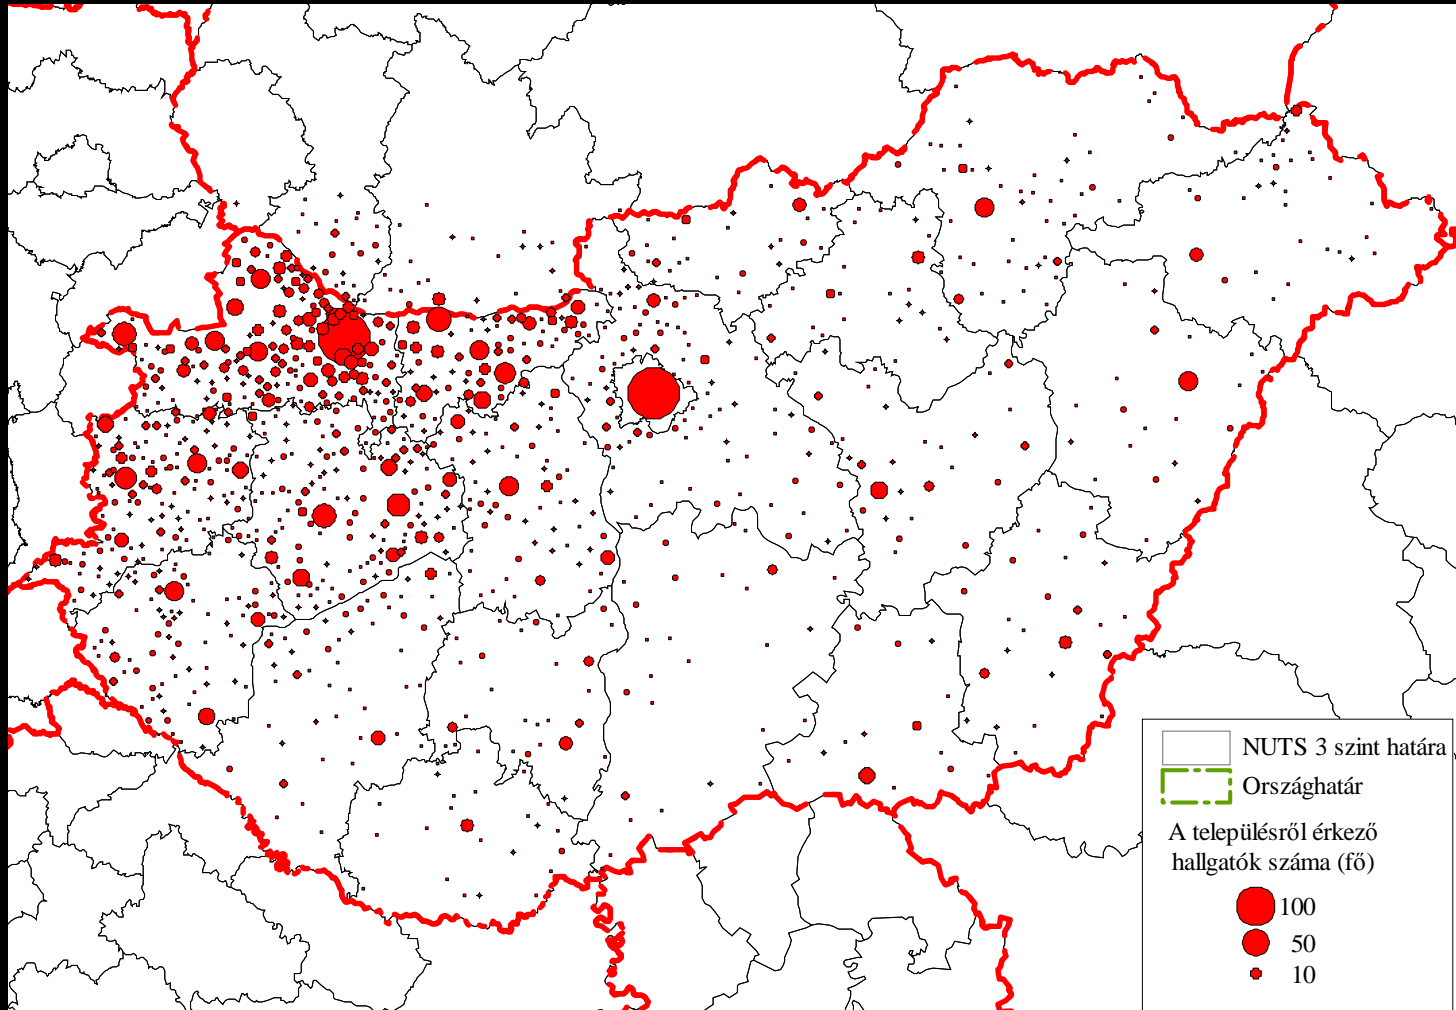 NUTS 3 szint határa
Országhatár
A településről érkező
hallgatók száma (fő)
100
50
10